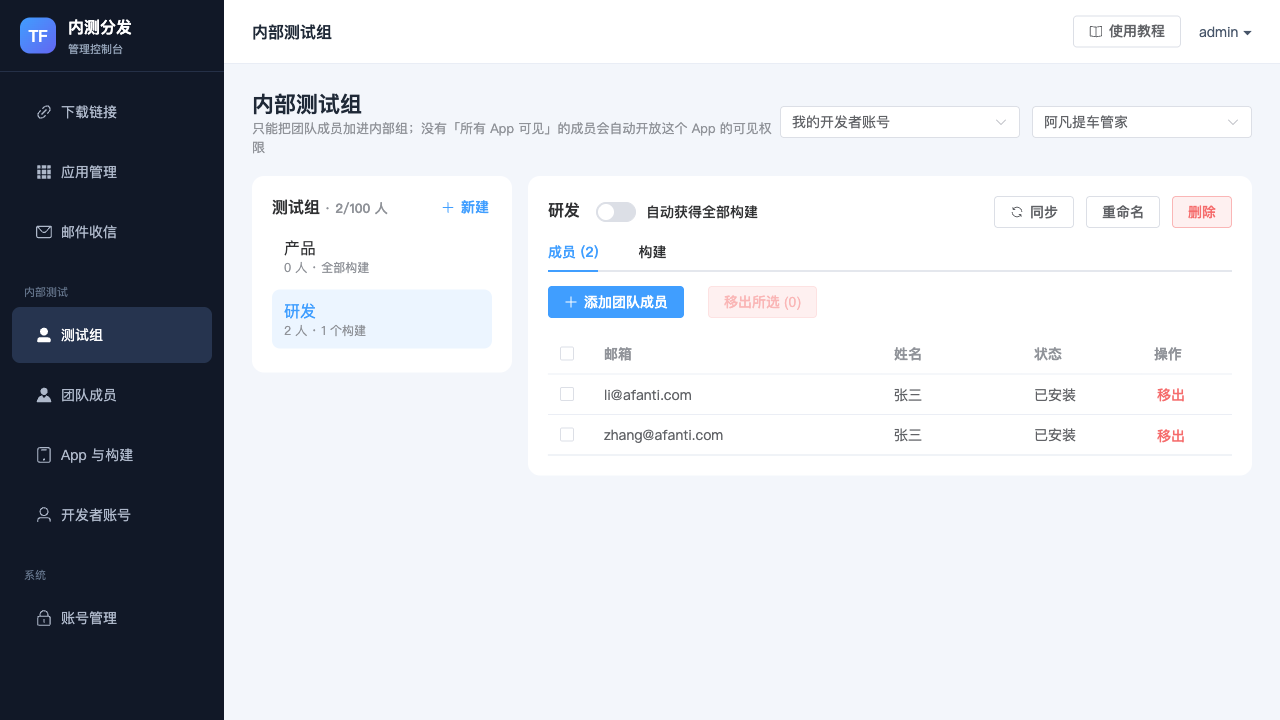 TF
内测分发
管理控制台
下载链接
应用管理
邮件收信
内部测试
测试组
团队成员
App 与构建
开发者账号
系统
账号管理
内部测试组
使用教程
admin
内部测试组
只能把团队成员加进内部组；没有「所有 App 可见」的成员会自动开放这个 App 的可见权
限
我的开发者账号
阿凡提车管家
测试组 · 2/100 人
新建
产品
0 人 · 全部构建
研发
2 人 · 1 个构建
研发
自动获得全部构建
同步
重命名
删除
成员 (2)
构建
添加团队成员
移出所选 (0)
邮箱 姓名 状态 操作
li@afanti.com 张三 已安装 移出
zhang@afanti.com 张三 已安装 移出